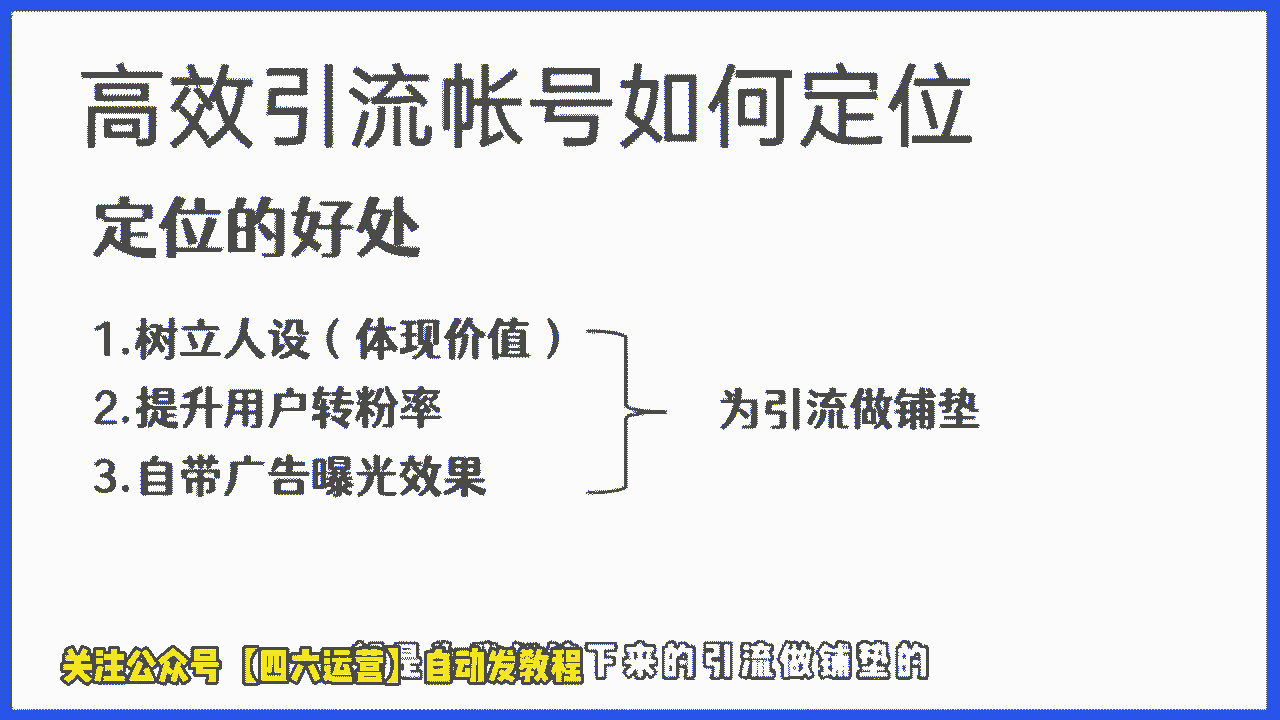 高效引流帐号如何定位
定位的好处
1.树立人设（体现价值）
2.提升用户转粉率
3.自带广告曝光效果
为引流做铺垫
关注公众号【四六运营】自动发教程
是
下来的引流做铺垫的